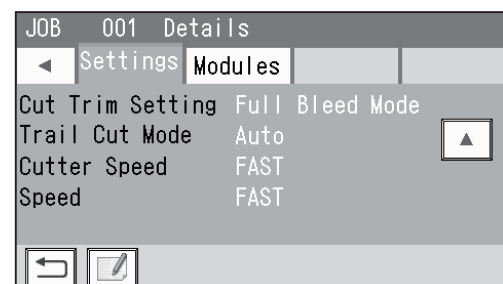 JOB 001 Details
Settings Modules
Cut Trim Setting Full Bleed Mode
Trail Cut Mode Auto
Cutter Speed FAST
Speed FAST